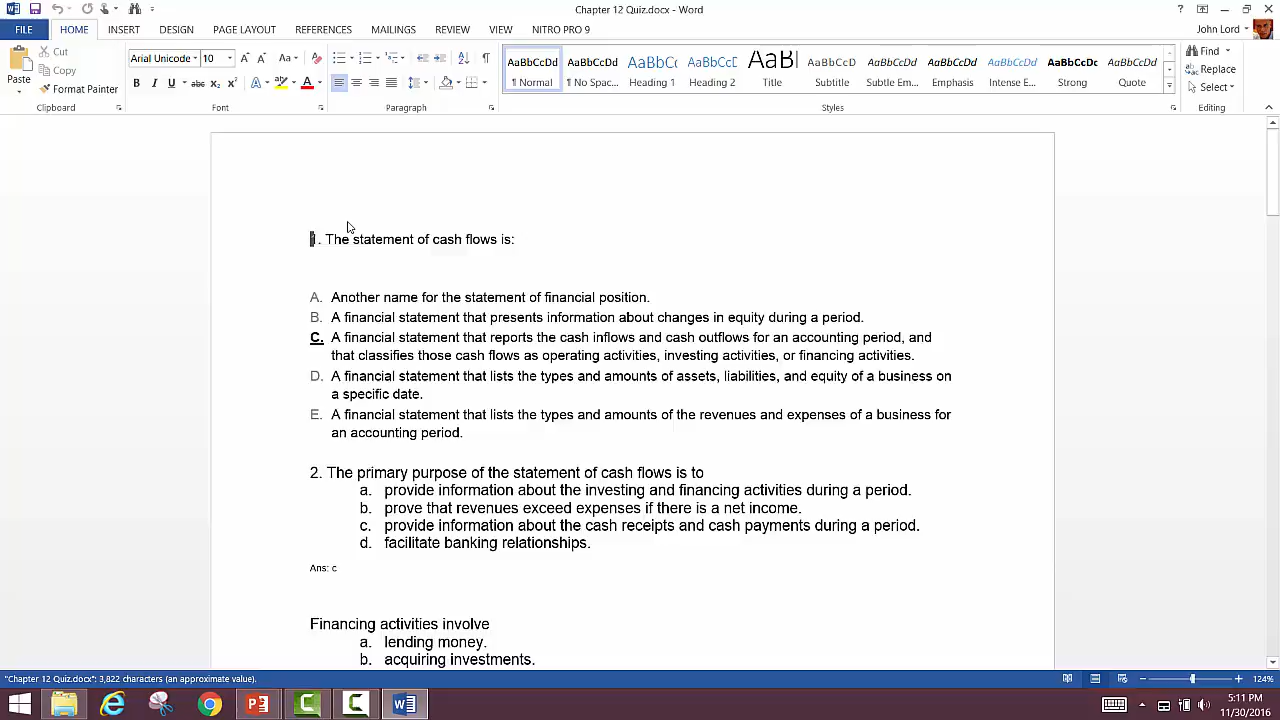 Chapter 12 Quiz.docx - Word
FILE HOME INSERT DESIGN PAGE LAYOUT REFERENCES MAILINGS REVIEW VIEW NITRO PRO 9 John Lord
Paste
Cut
Copy
Format Painter
Clipboard
Arial Unicode 10
Font
Paragraph
AaBbCcDd AaBbCcDd AaBbCc AaBbCcC AaBl AaBbCcD AaBbCcDd AaBbCcDd AaBbCcDd AaBbCcDc AaBbCcDd
¶ Normal ¶ No Spac... Heading 1 Heading 2 Title Subtitle Subtle Em... Emphasis Intense E... Strong Quote
Styles
Find
Replace
Select
Editing
1. The statement of cash flows is:
A. Another name for the statement of financial position.
B. A financial statement that presents information about changes in equity during a period.
C. A financial statement that reports the cash inflows and cash outflows for an accounting period, and
that classifies those cash flows as operating activities, investing activities, or financing activities.
D. A financial statement that lists the types and amounts of assets, liabilities, and equity of a business on
a specific date.
E. A financial statement that lists the types and amounts of the revenues and expenses of a business for
an accounting period.
2. The primary purpose of the statement of cash flows is to
a. provide information about the investing and financing activities during a period.
b. prove that revenues exceed expenses if there is a net income.
c. provide information about the cash receipts and cash payments during a period.
d. facilitate banking relationships.
Ans: c
Financing activities involve
a. lending money.
b. acquiring investments.
"Chapter 12 Quiz.docx": 3,822 characters (an approximate value).
124%
5:11 PM
11/30/2016